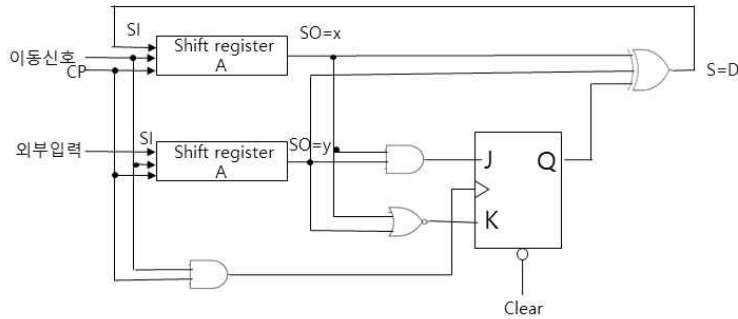 SI
Shift register
A
SO=x
이동신호
CP
S=D
SI
Shift register
A
SO=y
외부입력
J
Q
K
Clear